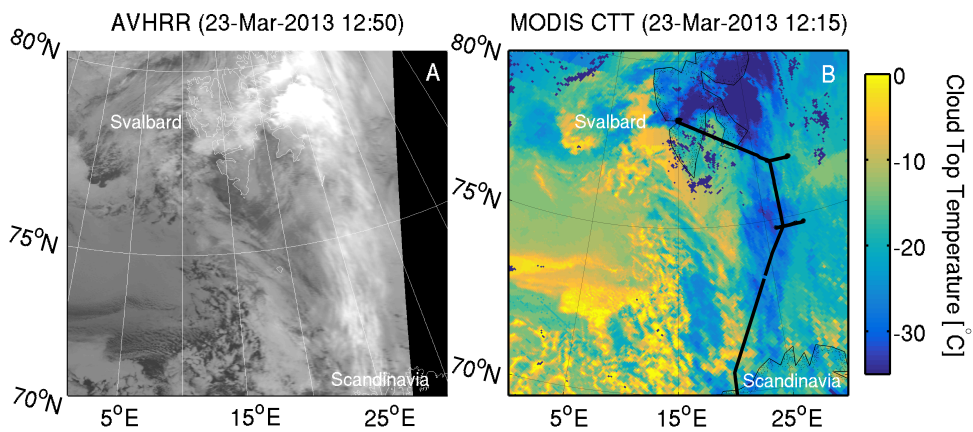 AVHRR (23-Mar-2013 12:50)
80°N
75°N
70°N
A
Svalbard
Scandinavia
5°E
15°E
25°E
MODIS CTT (23-Mar-2013 12:15)
80°N
75°N
70°N
B
Svalbard
Scandinavia
5°E
15°E
25°E
0
-10
-20
-30
Cloud Top Temperature [°C]